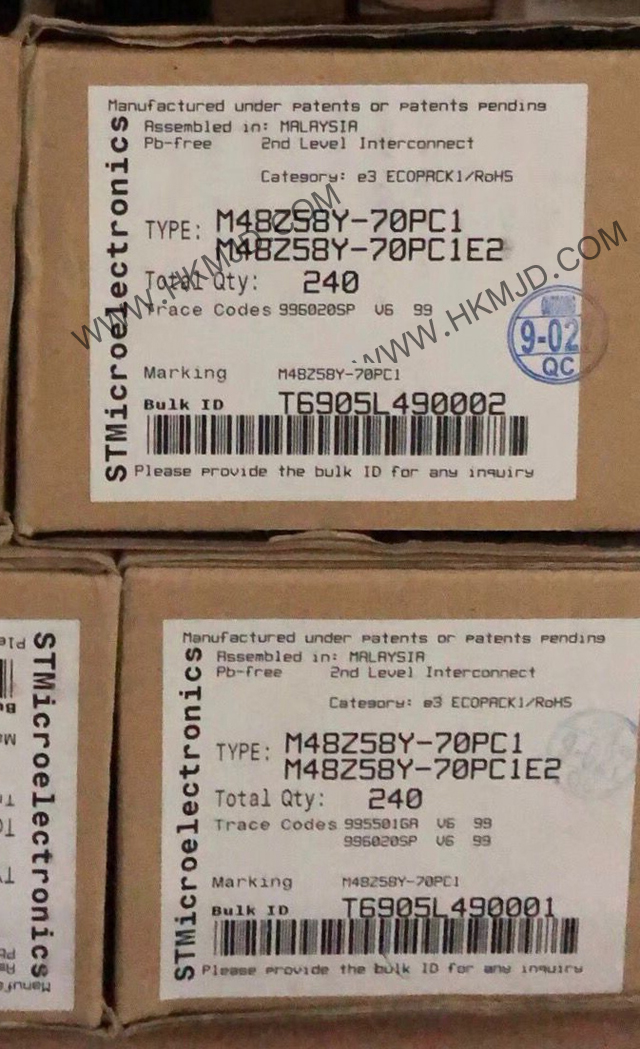 STMicroelectronics
Manufactured under patents or patents pending
Assembled in: MALAYSIA
Pb-free 2nd Level Interconnect
Category: e3 ECOPACK1/RoHS
TYPE: M48Z58Y-70PC1
M48Z58Y-70PC1E2
Total Qty: 240
Trace Codes 996020SP V6 99
Marking M48Z58Y-70PC1
Bulk ID T6905L490002
Please provide the bulk ID for any inquiry
9-02
QC
WWW.HKMJD.COM
WWW.HKMJD.COM
STMicroelectronics
Manufactured under patents or patents pending
Assembled in: MALAYSIA
Pb-free 2nd Level Interconnect
Category: e3 ECOPACK1/RoHS
TYPE: M48Z58Y-70PC1
M48Z58Y-70PC1E2
Total Qty: 240
Trace Codes 995501GA V6 99
996020SP V6 99
Marking M48Z58Y-70PC1
Bulk ID T6905L490001
Please provide the bulk ID for any inquiry
STMicroelectronics